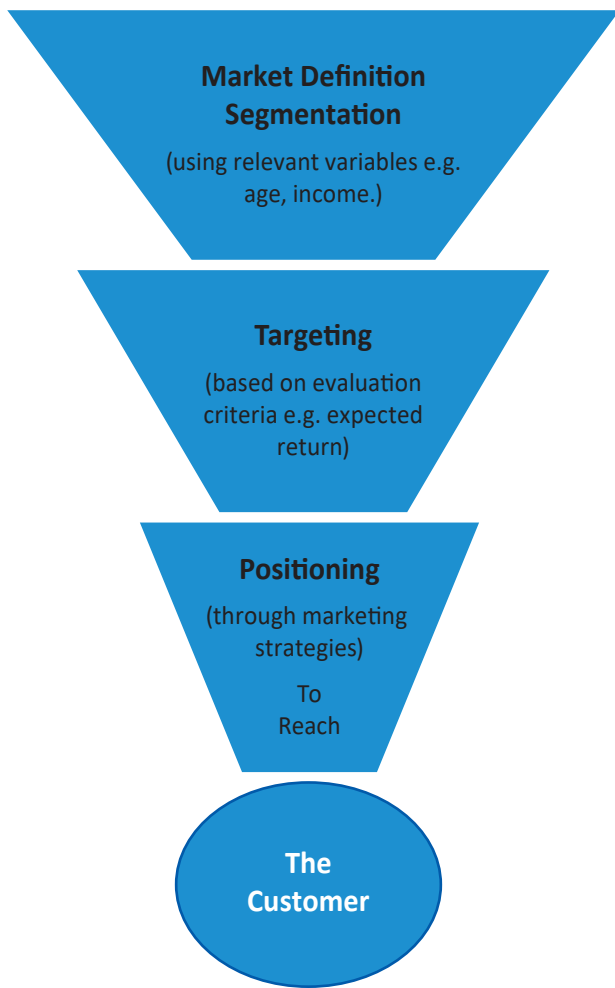 Market Definition
Segmentation
(using relevant variables e.g.
age, income.)
Targeting
(based on evaluation
criteria e.g. expected
return)
Positioning
(through marketing
strategies)
To
Reach
The
Customer